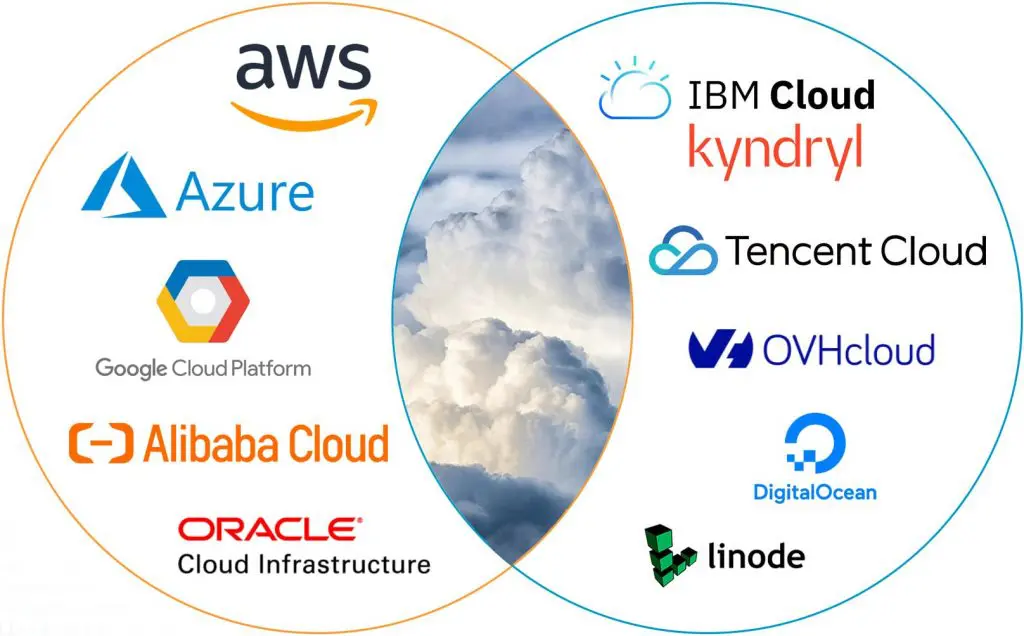 aws
Azure
Google Cloud Platform
Alibaba Cloud
ORACLE®
Cloud Infrastructure
IBM Cloud
kyndryl
Tencent Cloud
OVHcloud
DigitalOcean
linode